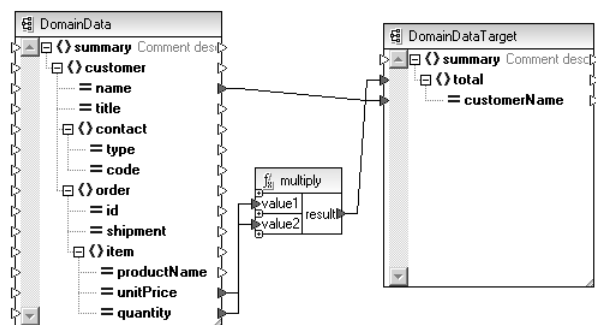 DomainData
summary Comment desc
customer
name
title
contact
type
code
order
id
shipment
item
productName
unitPrice
quantity
multiply
value1
value2
result
DomainDataTarget
summary Comment desc
total
customerName